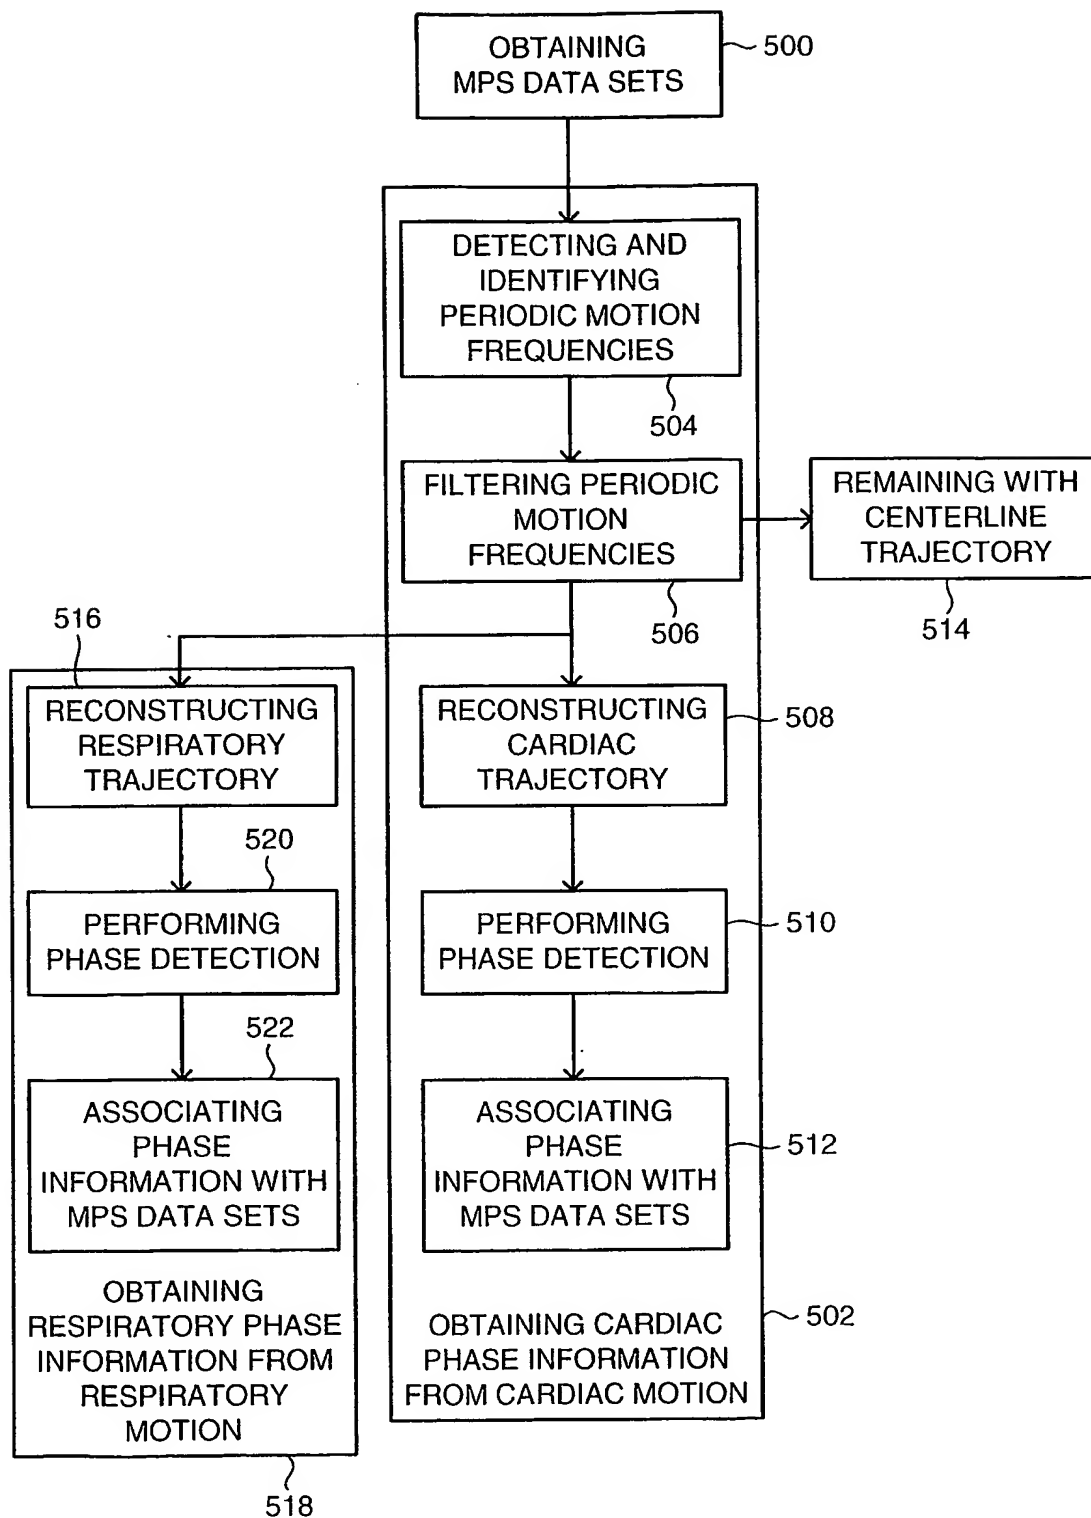 OBTAINING
MPS DATA SETS
500
DETECTING AND
IDENTIFYING
PERIODIC MOTION
FREQUENCIES
504
FILTERING PERIODIC
MOTION
FREQUENCIES
506
REMAINING WITH
CENTERLINE
TRAJECTORY
514
516
RECONSTRUCTING
RESPIRATORY
TRAJECTORY
RECONSTRUCTING
CARDIAC
TRAJECTORY
508
520
PERFORMING
PHASE DETECTION
PERFORMING
PHASE DETECTION
510
522
ASSOCIATING
PHASE
INFORMATION WITH
MPS DATA SETS
ASSOCIATING
PHASE
INFORMATION WITH
MPS DATA SETS
512
OBTAINING
RESPIRATORY PHASE
INFORMATION FROM
RESPIRATORY
MOTION
518
OBTAINING CARDIAC
PHASE INFORMATION
FROM CARDIAC MOTION
502